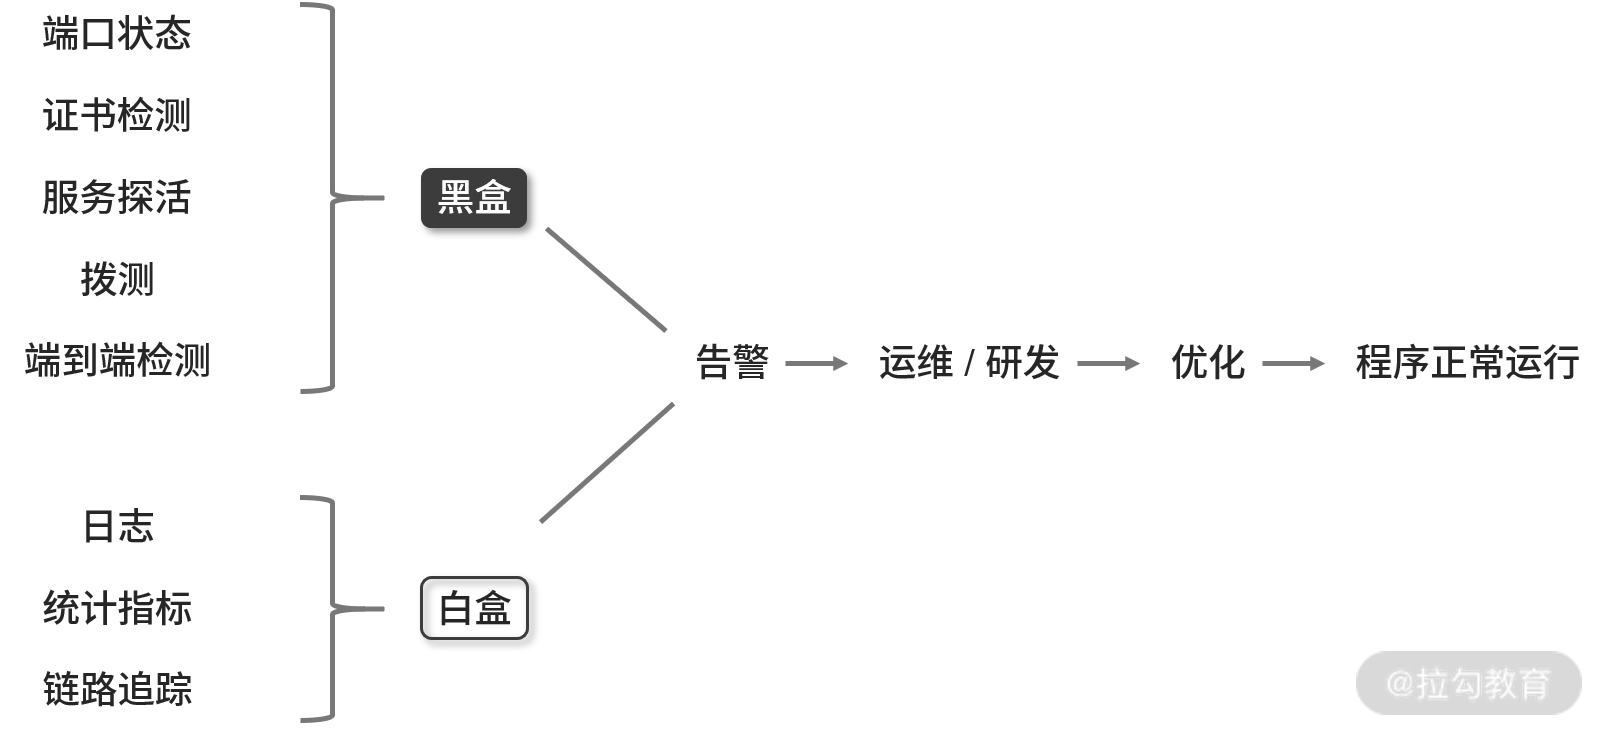 端口状态
证书检测
服务探活
拨测
端到端检测
黑盒
日志
统计指标
链路追踪
白盒
告警
运维 / 研发
优化
程序正常运行
@拉勾教育